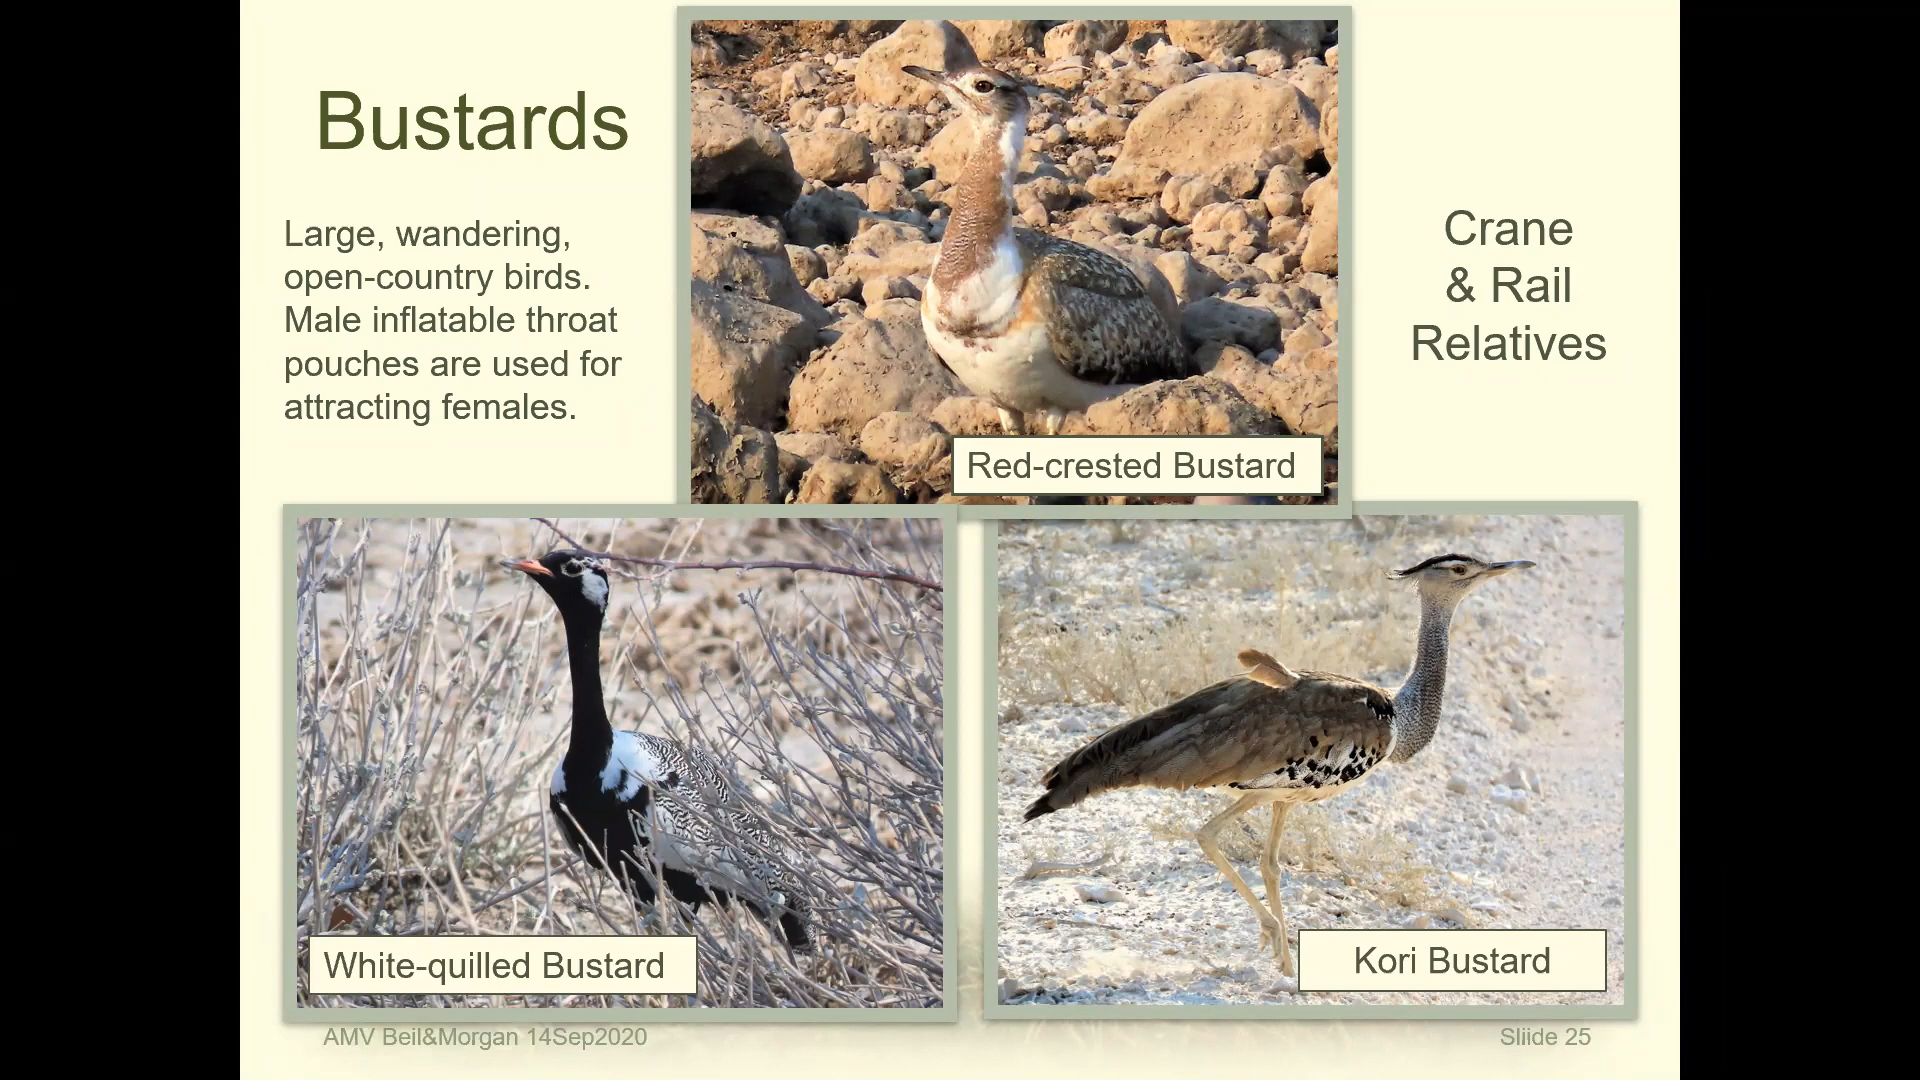 Bustards
Large, wandering,
open-country birds.
Male inflatable throat
pouches are used for
attracting females.
Crane
& Rail
Relatives
Red-crested Bustard
White-quilled Bustard
Kori Bustard
AMV Beil&Morgan 14Sep2020
Sliide 25